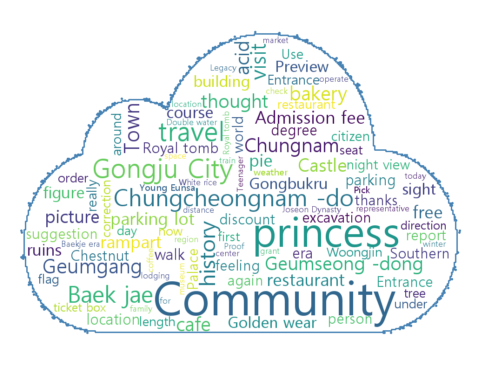 market
Legacy
acid
visit
Use
Preview
Entrance
operate
building
check
bakery
location
thought
restaurant
Double water
Town
around
course
travel
world
Royal tomb
Admission fee
degree
citizen
Royal tomb
Chungnam
seat
space
train
pie
Castle
night view
Gongju City
Teenager
weather
order
really
correction
White rice
Gongbukru
parking
Pick
today
figure
Young Eunsa
Chungcheongnam -do
sight
representative
distance
Joseon Dynasty
thanks
picture
parking lot
discount
excavation
free
direction
suggestion
day
now
history
first
princess
report
Baekje era
region
Proof
era
Woongjin
Southern
winter
ruins
Chestnut
rampart
walk
Palace
center
feeling
Geumseong -dong
Geumgang
flag
lodging
grant
again
restaurant
Entrance
Baek jae
Community
tree
ticket box
for
under
location
family
length
cafe
Golden wear
person